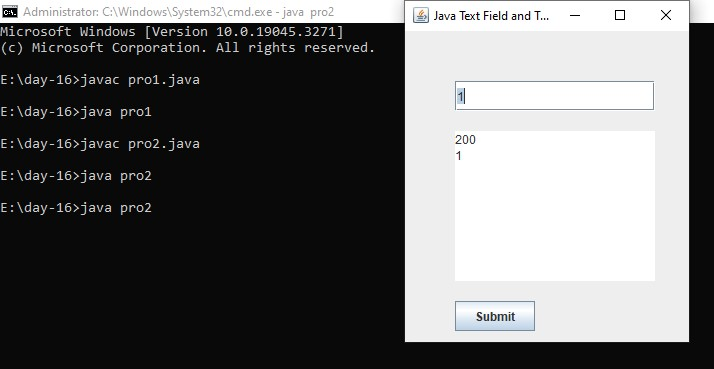 Administrator: C:\Windows\System32\cmd.exe - java pro2
Microsoft Windows [Version 10.0.19045.3271]
(c) Microsoft Corporation. All rights reserved.
E:\day-16>javac pro1.java
E:\day-16>java pro1
E:\day-16>javac pro2.java
E:\day-16>java pro2
E:\day-16>java pro2
Java Text Field and T...
1
200
1
Submit